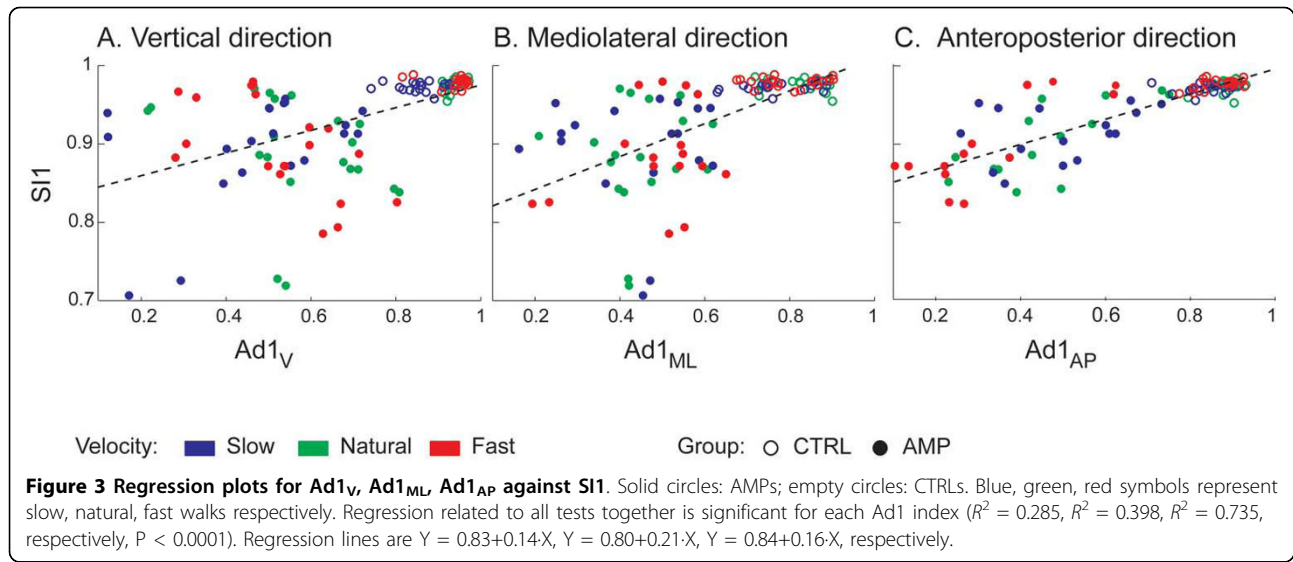 A. Vertical direction
B. Mediolateral direction
C. Anteroposterior direction
SI1
1
0.9
0.8
0.7
0.2 0.4 0.6 0.8 1
0.2 0.4 0.6 0.8 1
0.2 0.4 0.6 0.8 1
Ad1V
Ad1ML
Ad1AP
Velocity: Slow Natural Fast Group: CTRL AMP
Figure 3 Regression plots for Ad1V, Ad1ML, Ad1AP against SI1. Solid circles: AMPs; empty circles: CTRLs. Blue, green, red symbols represent
slow, natural, fast walks respectively. Regression related to all tests together is significant for each Ad1 index (R² = 0.285, R² = 0.398, R² = 0.735,
respectively, P < 0.0001). Regression lines are Y = 0.83+0.14·X, Y = 0.80+0.21·X, Y = 0.84+0.16·X, respectively.